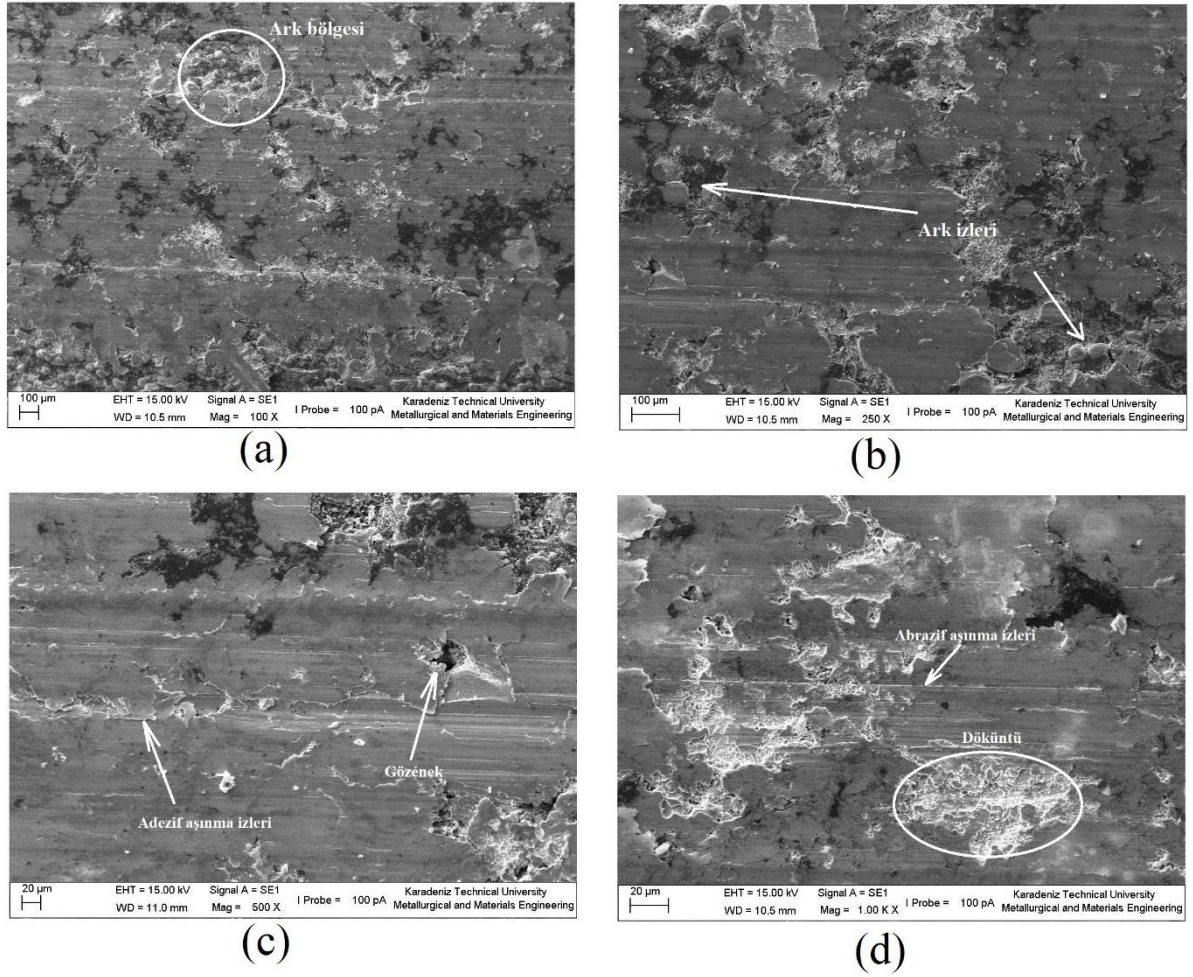 Ark bölgesi
100 µm
EHT = 15.00 kV Signal A = SE1 I Probe = 100 pA Karadeniz Technical University
WD = 10.5 mm Mag = 100 X Metallurgical and Materials Engineering
(a)
Ark izleri
100 µm
EHT = 15.00 kV Signal A = SE1 I Probe = 100 pA Karadeniz Technical University
WD = 10.5 mm Mag = 250 X Metallurgical and Materials Engineering
(b)
Gözenek
Adezif aşınma izleri
20 µm
EHT = 15.00 kV Signal A = SE1 I Probe = 100 pA Karadeniz Technical University
WD = 11.0 mm Mag = 500 X Metallurgical and Materials Engineering
(c)
Abrazif aşınma izleri
Döküntü
20 µm
EHT = 15.00 kV Signal A = SE1 I Probe = 100 pA Karadeniz Technical University
WD = 10.5 mm Mag = 1.00 K X Metallurgical and Materials Engineering
(d)